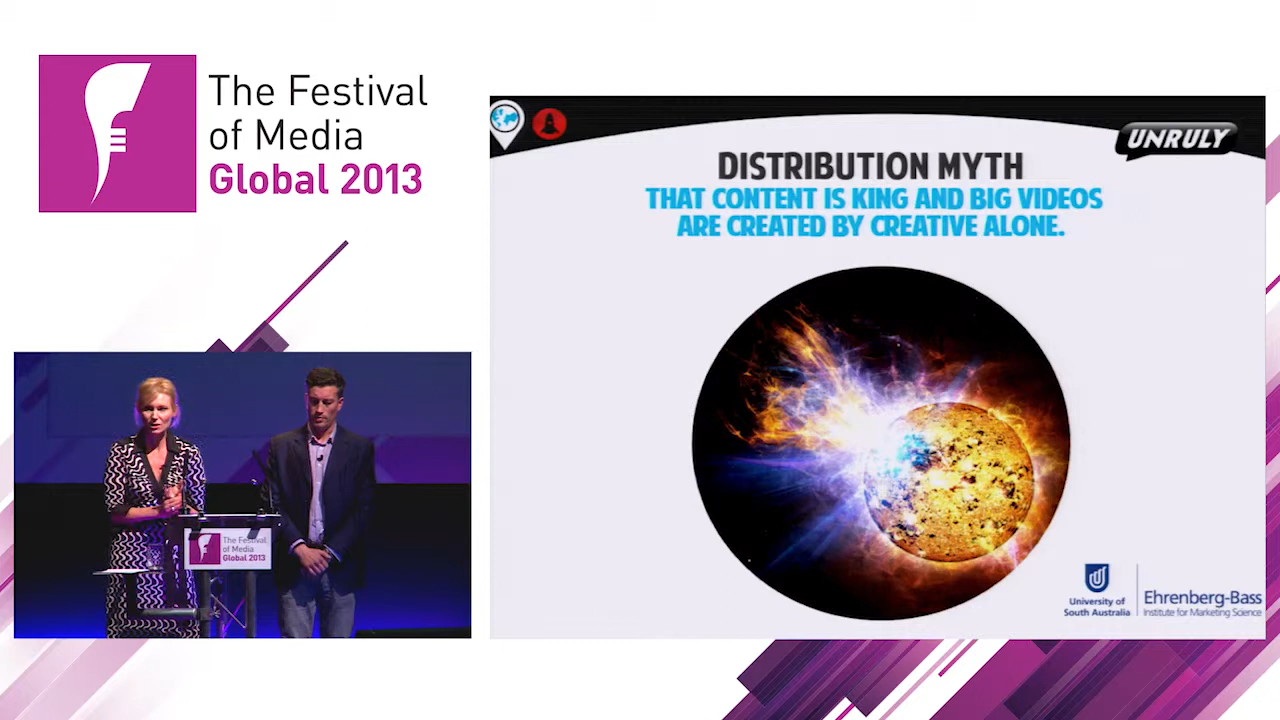 The Festival
of Media
Global 2013
UNRULY
DISTRIBUTION MYTH
THAT CONTENT IS KING AND BIG VIDEOS
ARE CREATED BY CREATIVE ALONE.
The Festival
of Media
Global 2013
University of
South Australia
Ehrenberg-Bass
Institute for Marketing Science